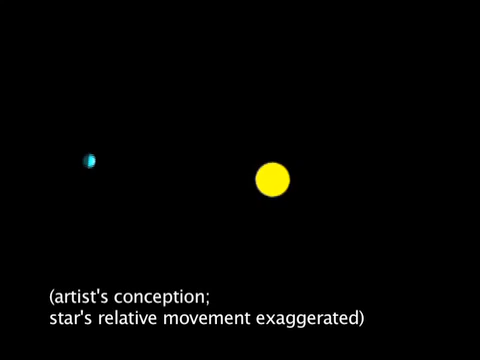 (artist's conception;
star's relative movement exaggerated)